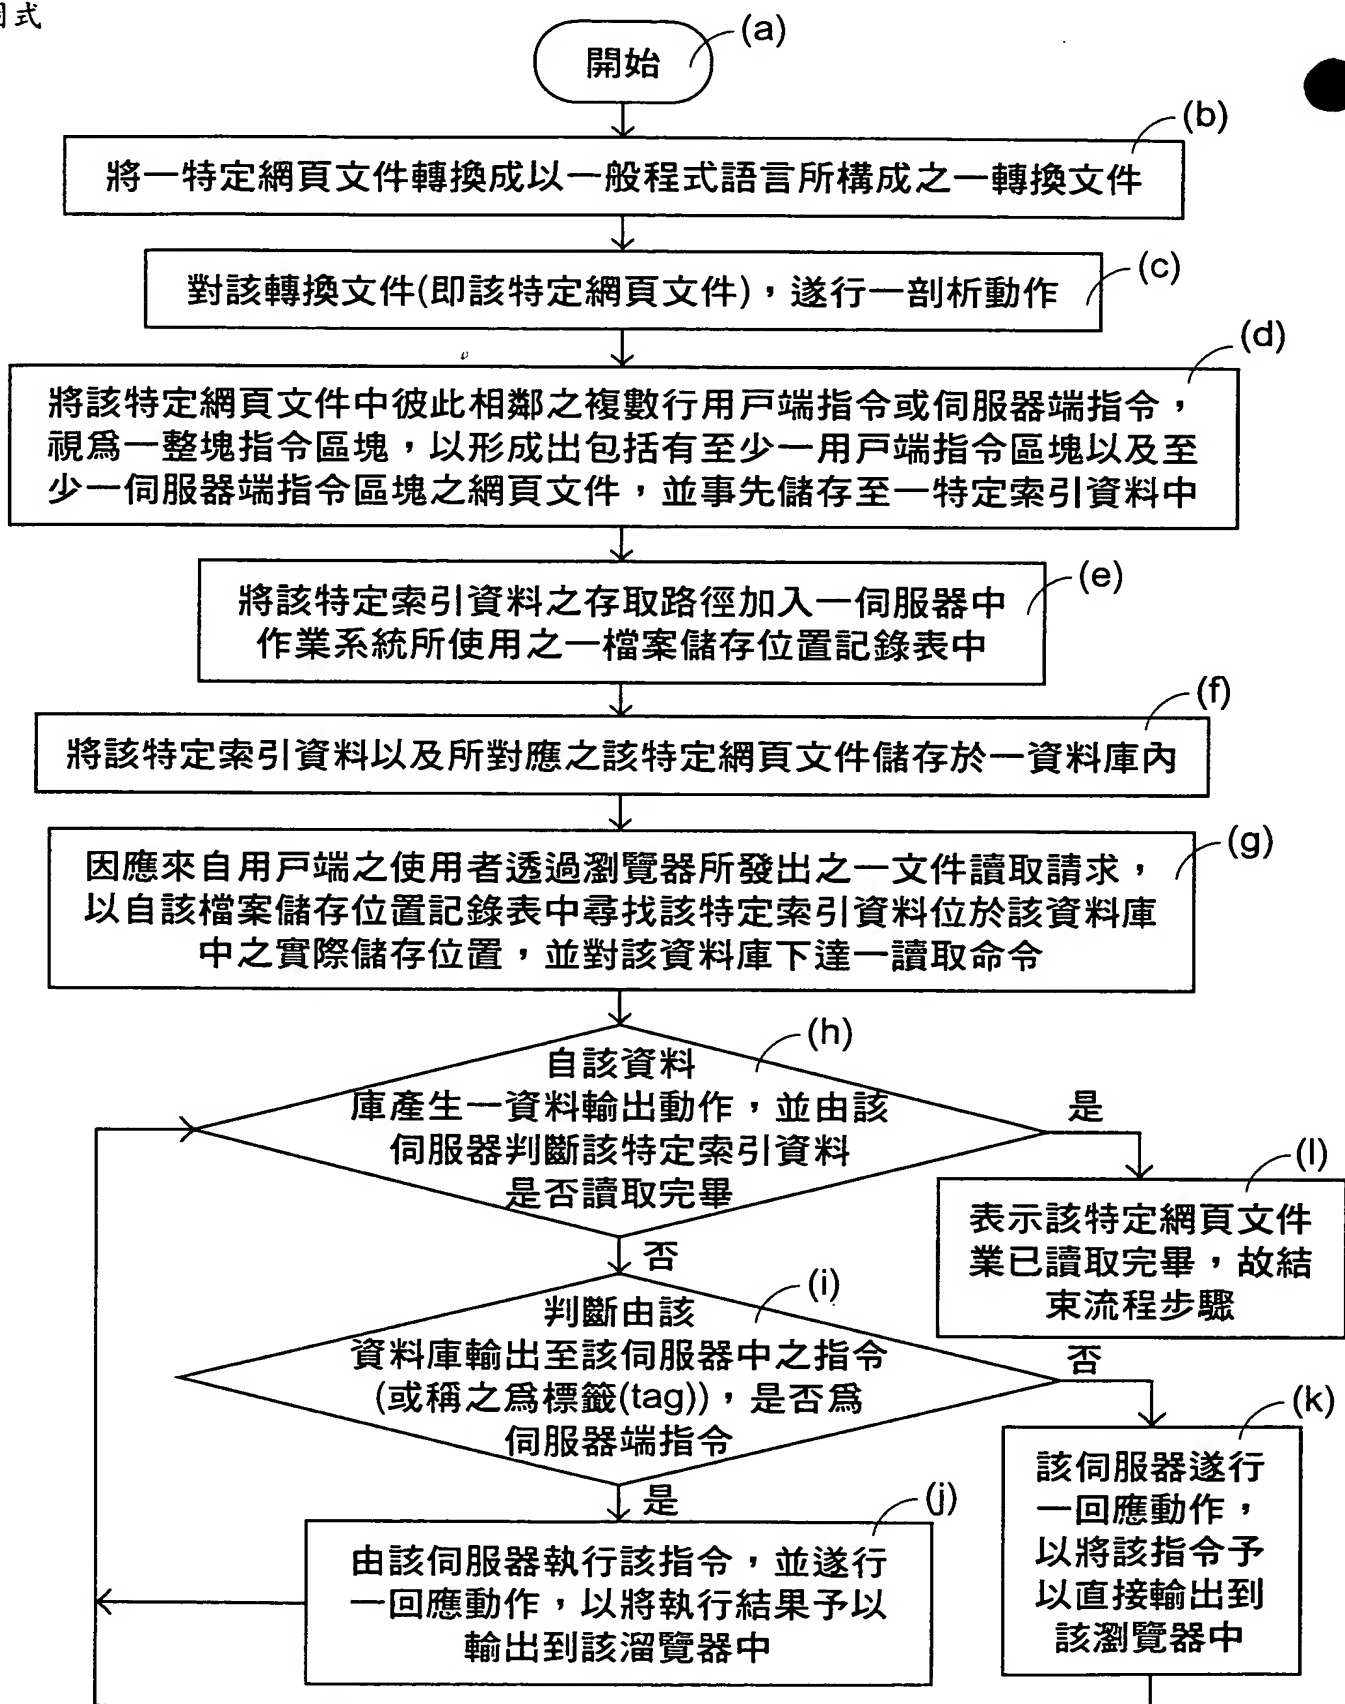 式
(a)
開始
(b)
將一特定網頁文件轉換成以一般程式語言所構成之一轉換文件
(c)
對該轉換文件(即該特定網頁文件)，遂行一剖析動作
(d)
將該特定網頁文件中彼此相鄰之複數行用戶端指令或伺服器端指令，
視爲一整塊指令區塊，以形成出包括有至少一用戶端指令區塊以及至
少一伺服器端指令區塊之網頁文件，並事先儲存至一特定索引資料中
(e)
將該特定索引資料之存取路徑加入一伺服器中
作業系統所使用之一檔案儲存位置記錄表中
(f)
將該特定索引資料以及所對應之該特定網頁文件儲存於一資料庫內
(g)
因應來自用戶端之使用者透過瀏覽器所發出之一文件讀取請求，
以自該檔案儲存位置記錄表中尋找該特定索引資料位於該資料庫
中之實際儲存位置，並對該資料庫下達一讀取命令
(h)
自該資料
庫產生一資料輸出動作，並由該
伺服器判斷該特定索引資料
是否讀取完畢
是
(l)
表示該特定網頁文件
業已讀取完畢，故結
束流程步驟
否
(i)
判斷由該
資料庫輸出至該伺服器中之指令
(或稱之爲標籤(tag))，是否爲
伺服器端指令
否
(k)
該伺服器遂行
一回應動作，
以將該指令予
以直接輸出到
該瀏覽器中
是
(j)
由該伺服器執行該指令，並遂行
一回應動作，以將執行結果予以
輸出到該溜覽器中